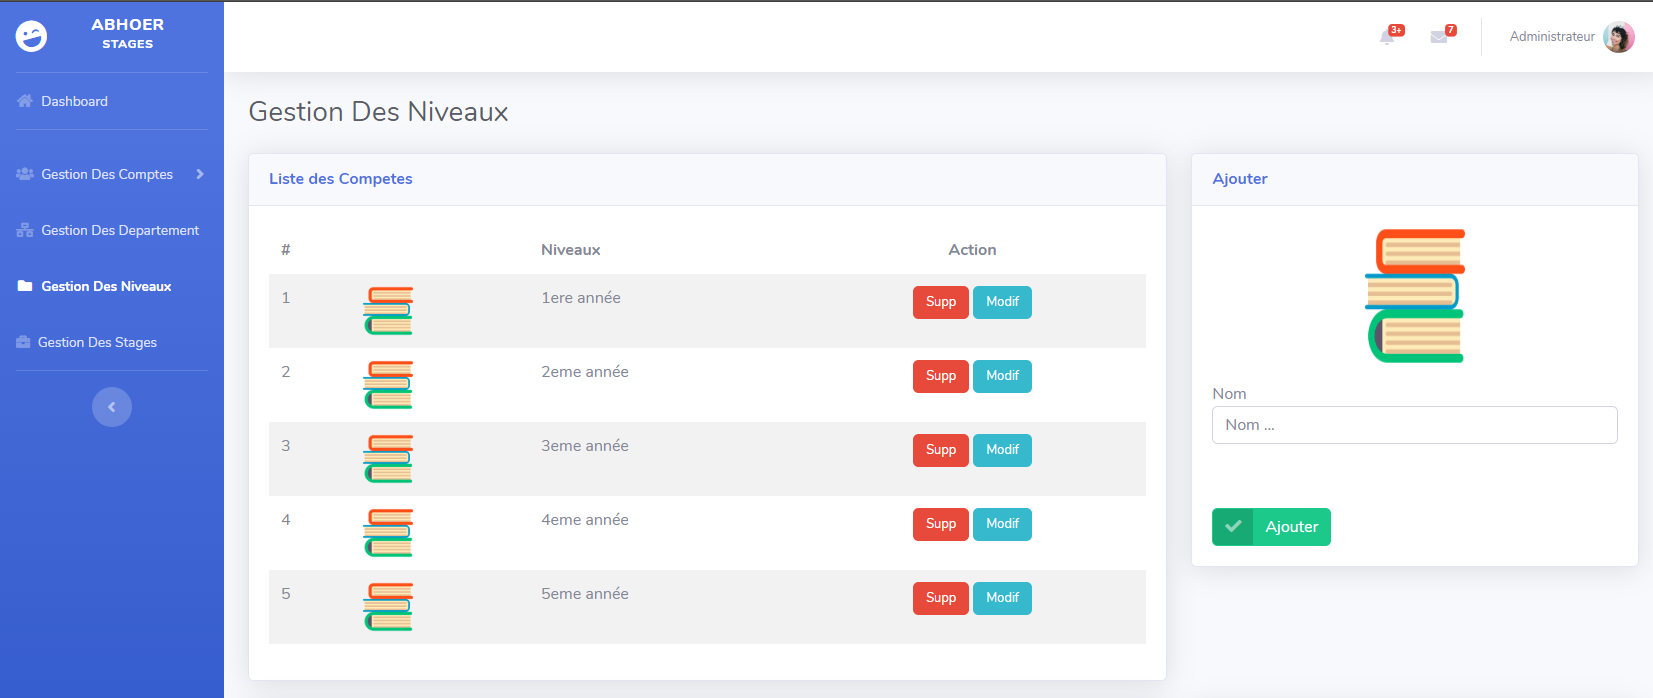 ABHOER
STAGES
3+
7
Administrateur
Dashboard
Gestion Des Comptes
Gestion Des Departement
Gestion Des Niveaux
Gestion Des Stages
Gestion Des Niveaux
Liste des Competes
# Niveaux Action
1 1ere année Supp Modif
2 2eme année Supp Modif
3 3eme année Supp Modif
4 4eme année Supp Modif
5 5eme année Supp Modif
Ajouter
Nom
Nom ...
Ajouter